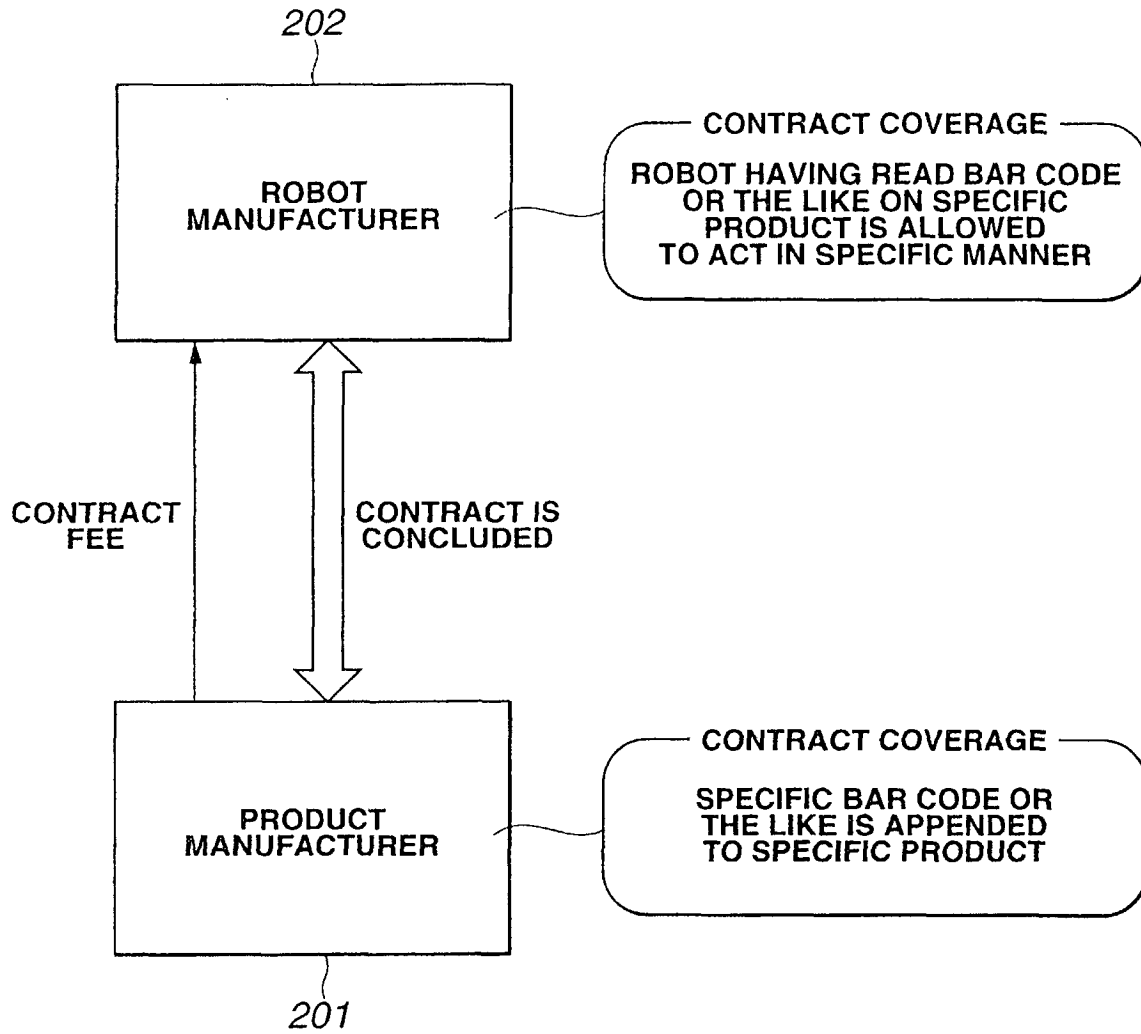 202
ROBOT
MANUFACTURER
CONTRACT COVERAGE
ROBOT HAVING READ BAR CODE
OR THE LIKE ON SPECIFIC
PRODUCT IS ALLOWED
TO ACT IN SPECIFIC MANNER
CONTRACT
FEE
CONTRACT IS
CONCLUDED
PRODUCT
MANUFACTURER
CONTRACT COVERAGE
SPECIFIC BAR CODE OR
THE LIKE IS APPENDED
TO SPECIFIC PRODUCT
201